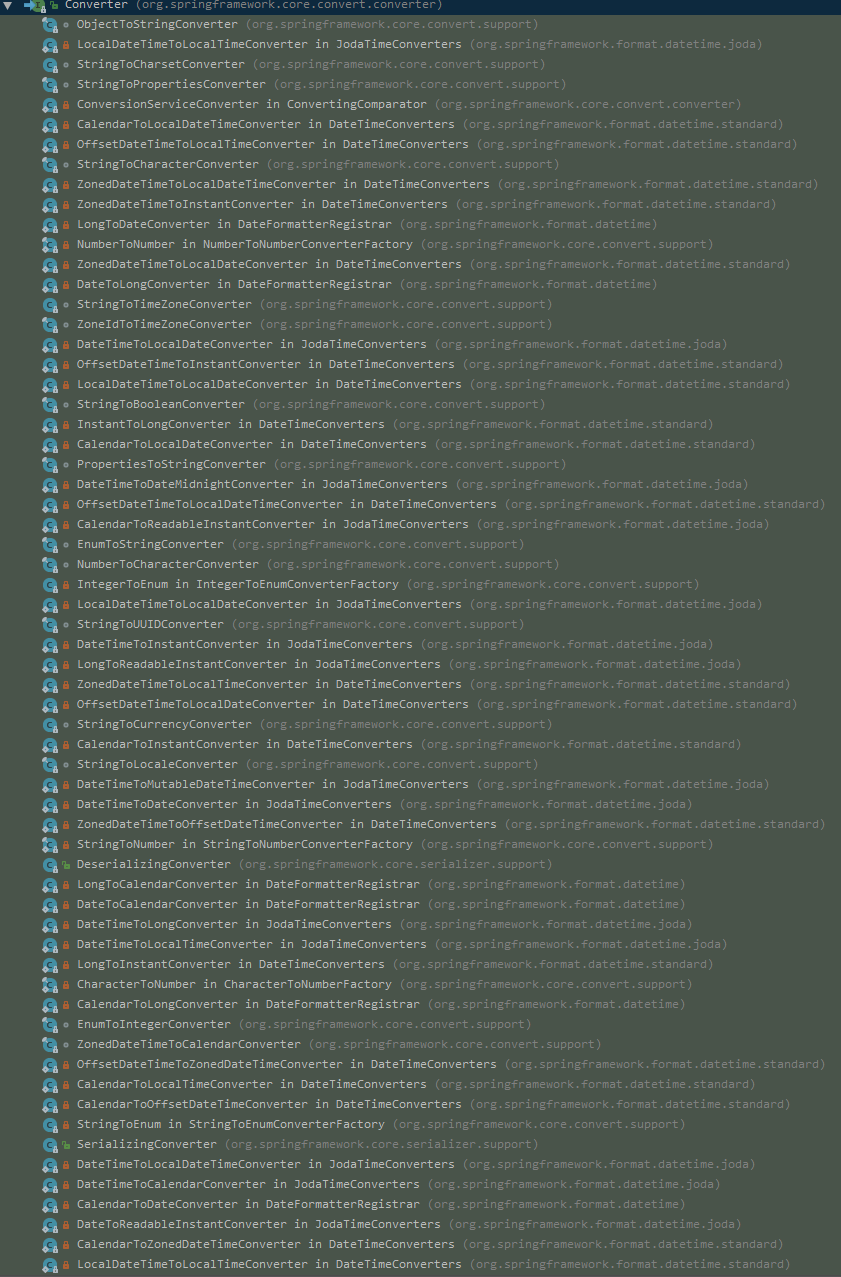 Converter (org.springframework.core.convert.converter)
ObjectToStringConverter (org.springframework.core.convert.support)
LocalDateTimeToLocalTimeConverter in JodaTimeConverters (org.springframework.format.datetime.joda)
StringToCharsetConverter (org.springframework.core.convert.support)
StringToPropertiesConverter (org.springframework.core.convert.support)
ConversionServiceConverter in ConvertingComparator (org.springframework.core.convert.converter)
CalendarToLocalDateTimeConverter in DateTimeConverters (org.springframework.format.datetime.standard)
OffsetDateTimeToLocalTimeConverter in DateTimeConverters (org.springframework.format.datetime.standard)
StringToCharacterConverter (org.springframework.core.convert.support)
ZonedDateTimeToLocalDateTimeConverter in DateTimeConverters (org.springframework.format.datetime.standard)
ZonedDateTimeToInstantConverter in DateTimeConverters (org.springframework.format.datetime.standard)
LongToDateConverter in DateFormatterRegistrar (org.springframework.format.datetime)
NumberToNumber in NumberToNumberConverterFactory (org.springframework.core.convert.support)
ZonedDateTimeToLocalDateConverter in DateTimeConverters (org.springframework.format.datetime.standard)
DateToLongConverter in DateFormatterRegistrar (org.springframework.format.datetime)
StringToTimeZoneConverter (org.springframework.core.convert.support)
ZoneIdToTimeZoneConverter (org.springframework.core.convert.support)
DateTimeToLocalDateConverter in JodaTimeConverters (org.springframework.format.datetime.joda)
OffsetDateTimeToInstantConverter in DateTimeConverters (org.springframework.format.datetime.standard)
LocalDateTimeToLocalDateConverter in DateTimeConverters (org.springframework.format.datetime.standard)
StringToBooleanConverter (org.springframework.core.convert.support)
InstantToLongConverter in DateTimeConverters (org.springframework.format.datetime.standard)
CalendarToLocalDateConverter in DateTimeConverters (org.springframework.format.datetime.standard)
PropertiesToStringConverter (org.springframework.core.convert.support)
DateTimeToDateMidnightConverter in JodaTimeConverters (org.springframework.format.datetime.joda)
OffsetDateTimeToLocalDateTimeConverter in DateTimeConverters (org.springframework.format.datetime.standard)
CalendarToReadableInstantConverter in JodaTimeConverters (org.springframework.format.datetime.joda)
EnumToStringConverter (org.springframework.core.convert.support)
NumberToCharacterConverter (org.springframework.core.convert.support)
IntegerToEnum in IntegerToEnumConverterFactory (org.springframework.core.convert.support)
LocalDateTimeToLocalDateConverter in JodaTimeConverters (org.springframework.format.datetime.joda)
StringToUUIDConverter (org.springframework.core.convert.support)
DateTimeToInstantConverter in JodaTimeConverters (org.springframework.format.datetime.joda)
LongToReadableInstantConverter in JodaTimeConverters (org.springframework.format.datetime.joda)
ZonedDateTimeToLocalTimeConverter in DateTimeConverters (org.springframework.format.datetime.standard)
OffsetDateTimeToLocalDateConverter in DateTimeConverters (org.springframework.format.datetime.standard)
StringToCurrencyConverter (org.springframework.core.convert.support)
CalendarToInstantConverter in DateTimeConverters (org.springframework.format.datetime.standard)
StringToLocaleConverter (org.springframework.core.convert.support)
DateTimeToMutableDateTimeConverter in JodaTimeConverters (org.springframework.format.datetime.joda)
DateTimeToDateConverter in JodaTimeConverters (org.springframework.format.datetime.joda)
ZonedDateTimeToOffsetDateTimeConverter in DateTimeConverters (org.springframework.format.datetime.standard)
StringToNumber in StringToNumberConverterFactory (org.springframework.core.convert.support)
DeserializingConverter (org.springframework.core.serializer.support)
LongToCalendarConverter in DateFormatterRegistrar (org.springframework.format.datetime)
DateToCalendarConverter in DateFormatterRegistrar (org.springframework.format.datetime)
DateTimeToLongConverter in JodaTimeConverters (org.springframework.format.datetime.joda)
DateTimeToLocalTimeConverter in JodaTimeConverters (org.springframework.format.datetime.joda)
LongToInstantConverter in DateTimeConverters (org.springframework.format.datetime.standard)
CharacterToNumber in CharacterToNumberFactory (org.springframework.core.convert.support)
CalendarToLongConverter in DateFormatterRegistrar (org.springframework.format.datetime)
EnumToIntegerConverter (org.springframework.core.convert.support)
ZonedDateTimeToCalendarConverter (org.springframework.core.convert.support)
OffsetDateTimeToZonedDateTimeConverter in DateTimeConverters (org.springframework.format.datetime.standard)
CalendarToLocalTimeConverter in DateTimeConverters (org.springframework.format.datetime.standard)
CalendarToOffsetDateTimeConverter in DateTimeConverters (org.springframework.format.datetime.standard)
StringToEnum in StringToEnumConverterFactory (org.springframework.core.convert.support)
SerializingConverter (org.springframework.core.serializer.support)
DateTimeToLocalDateTimeConverter in JodaTimeConverters (org.springframework.format.datetime.joda)
DateTimeToCalendarConverter in JodaTimeConverters (org.springframework.format.datetime.joda)
CalendarToDateConverter in DateFormatterRegistrar (org.springframework.format.datetime)
DateToReadableInstantConverter in JodaTimeConverters (org.springframework.format.datetime.joda)
CalendarToZonedDateTimeConverter in DateTimeConverters (org.springframework.format.datetime.standard)
LocalDateTimeToLocalTimeConverter in DateTimeConverters (org.springframework.format.datetime.standard)